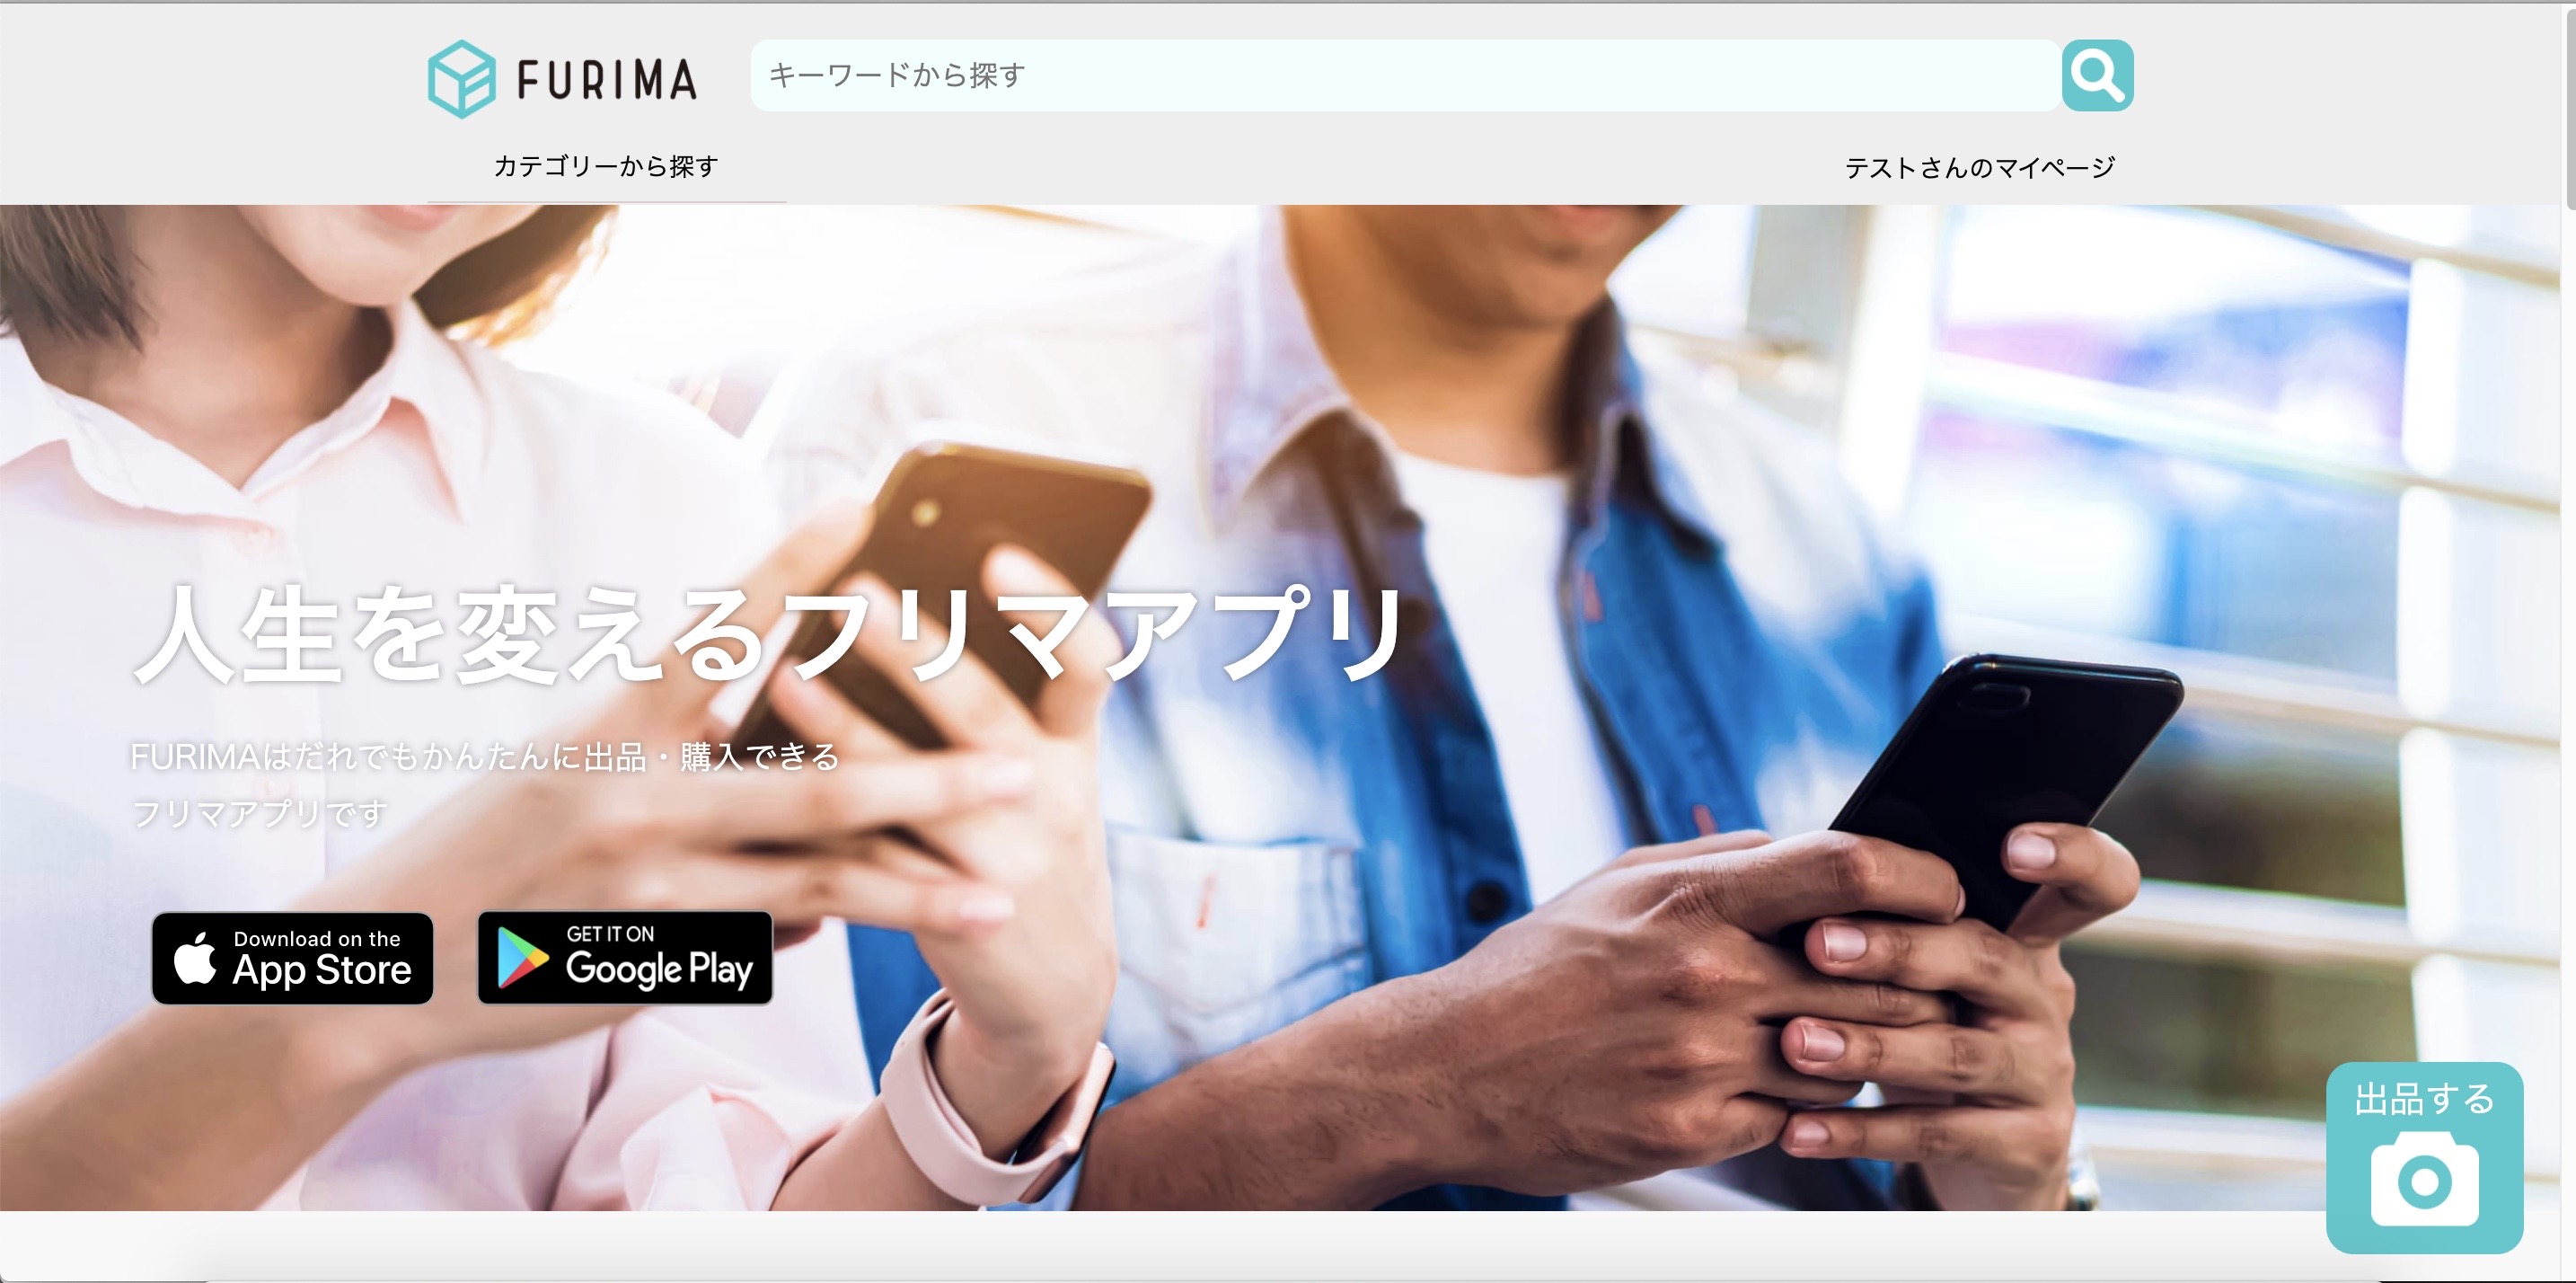 FURIMA
キーワードから探す
カテゴリーから探す
テストさんのマイページ
人生を変えるフリマアプリ
FURIMAはだれでもかんたんに出品・購入できる
フリマアプリです
Download on the
App Store
GET IT ON
Google Play
出品する